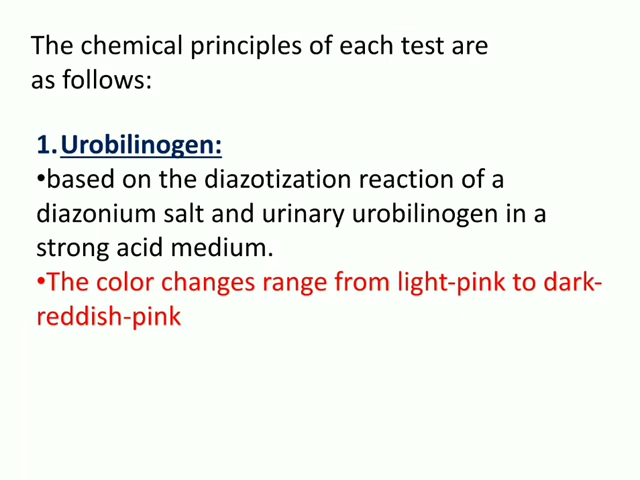 The chemical principles of each test are
as follows:
1.Urobilinogen:
•based on the diazotization reaction of a
diazonium salt and urinary urobilinogen in a
strong acid medium.
•The color changes range from light-pink to dark-
reddish-pink